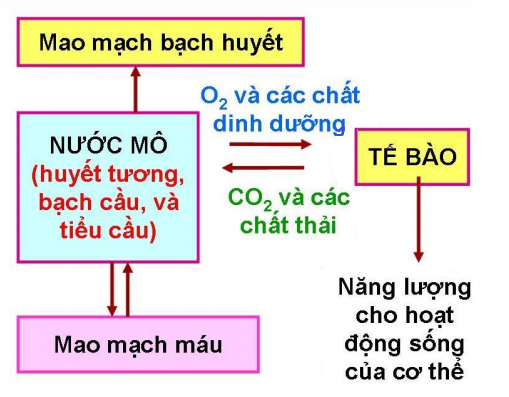 Mao mạch bạch huyết
O2 và các chất
dinh dưỡng
NƯỚC MÔ
(huyết tương,
bạch cầu, và
tiểu cầu)
TẾ BÀO
CO2 và các
chất thải
Năng lượng
cho hoạt
động sống
của cơ thể
Mao mạch máu